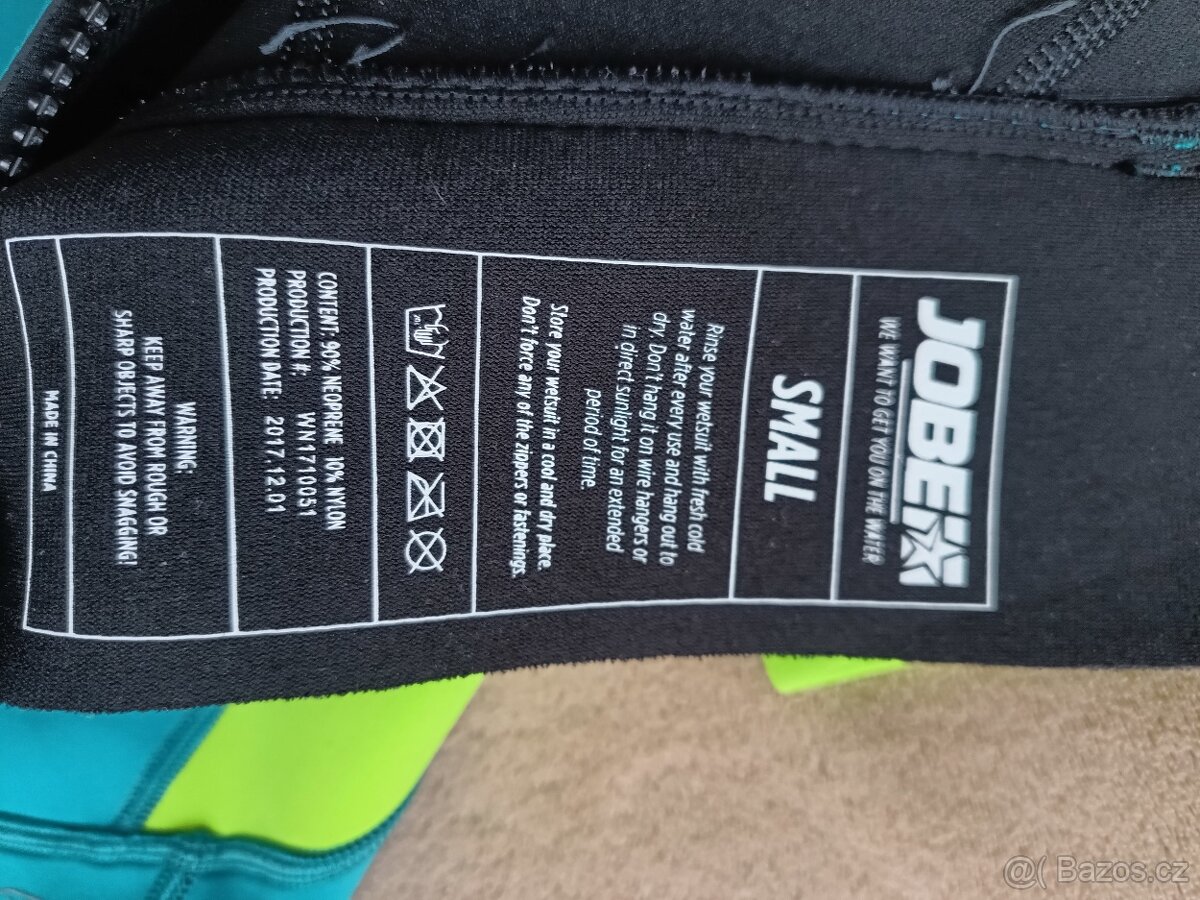 JOBE
WE WANT TO GET YOU ON THE WATER
SMALL
Rinse your wetsuit with fresh cold
water after every use and hang out to
dry. Don't hang it on wire hangers or
in direct sunlight for an extended
period of time.
Store your wetsuit in a cool and dry place.
Don't force any of the zippers or fastenings.
CONTENT: 90% NEOPRENE 10% NYLON
PRODUCTION #: WN1710051
PRODUCTION DATE: 2017.12.01
WARNING:
KEEP AWAY FROM ROUGH OR
SHARP OBJECTS TO AVOID SNAGGING!
MADE IN CHINA
@( Bazos.cz